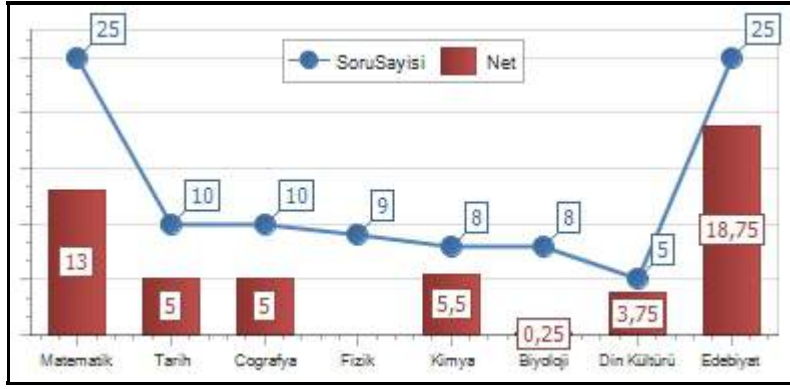 25
25
SoruSayisi
Net
10
10
9
8
8
5
13
5
5
5,5
0,25
3,75
18,75
Matematik
Tarih
Cografya
Fizik
Kimya
Biyoloji
Din Kültürü
Edebiyat